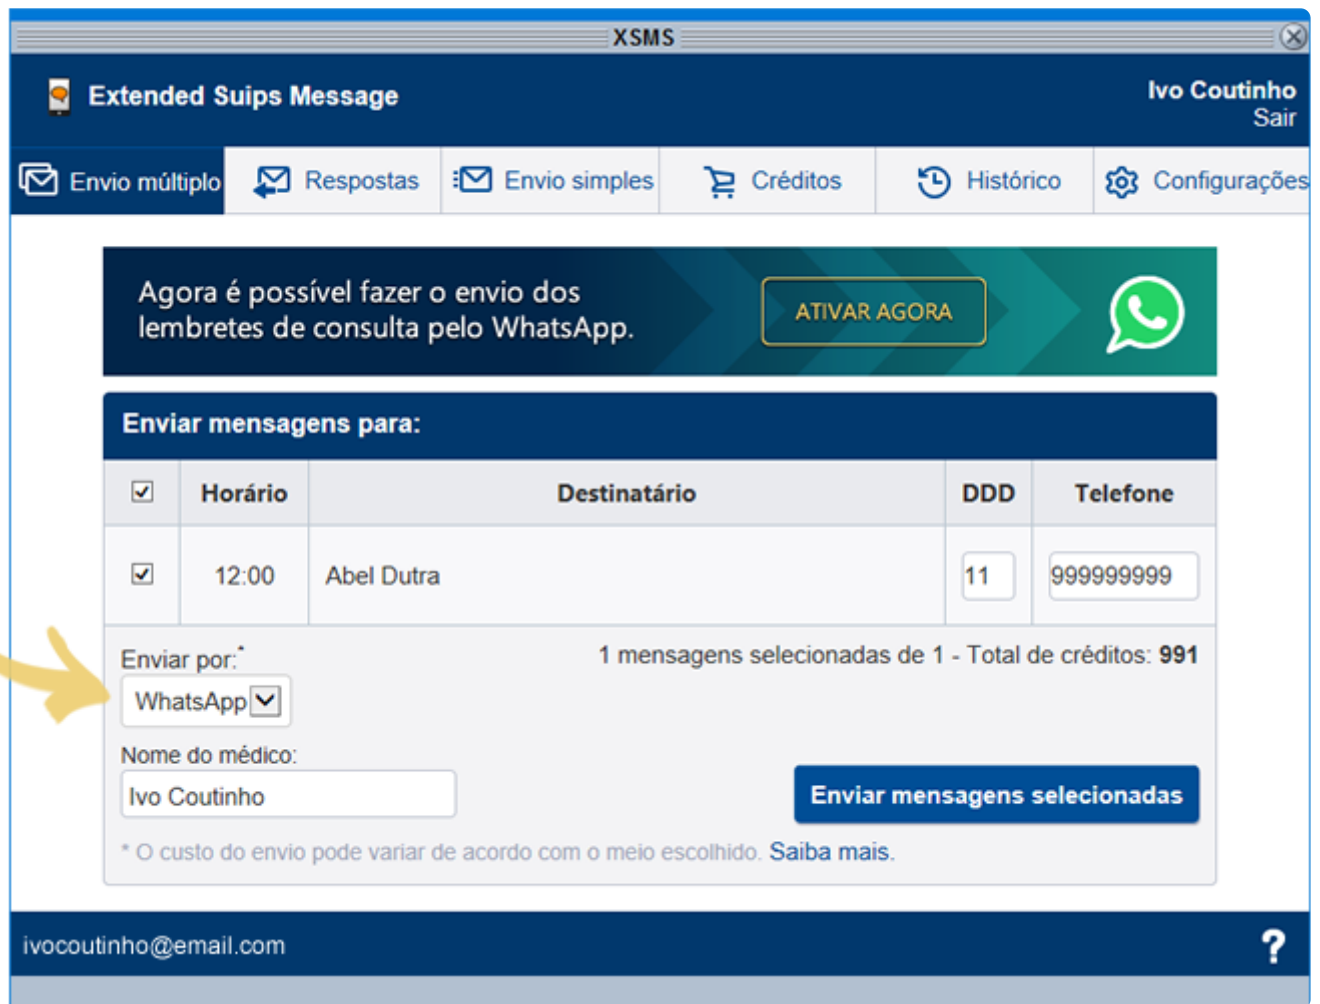 XSMS
Extended Suips Message
Ivo Coutinho
Sair
Envio múltiplo
Respostas
Envio simples
Créditos
Histórico
Configurações
Agora é possível fazer o envio dos
lembretes de consulta pelo WhatsApp.
ATIVAR AGORA
Enviar mensagens para:
Horário Destinatário DDD Telefone
12:00 Abel Dutra 11 999999999
Enviar por:*
1 mensagens selecionadas de 1 - Total de créditos: 991
WhatsApp
Nome do médico:
Ivo Coutinho
Enviar mensagens selecionadas
* O custo do envio pode variar de acordo com o meio escolhido. Saiba mais.
ivocoutinho@email.com
?